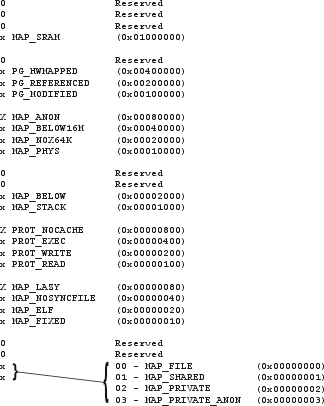 0 Reserved
0 Reserved
0 Reserved
x MAP_SRAM (0x01000000)
0 Reserved
x PG_HWMAPPED (0x00400000)
x PG_REFERENCED (0x00200000)
x PG_MODIFIED (0x00100000)
X MAP_ANON (0x00080000)
x MAP_BELOW16M (0x00040000)
x MAP_NOX64K (0x00020000)
x MAP_PHYS (0x00010000)
0 Reserved
0 Reserved
x MAP_BELOW (0x00002000)
x MAP_STACK (0x00001000)
X PROT_NOCACHE (0x00000800)
x PROT_EXEC (0x00000400)
x PROT_WRITE (0x00000200)
x PROT_READ (0x00000100)
X MAP_LAZY (0x00000080)
x MAP_NOSYNCFILE (0x00000040)
x MAP_ELF (0x00000020)
x MAP_FIXED (0x00000010)
0 Reserved
0 Reserved
x } { 00 - MAP_FILE (0x00000000)
x 01 - MAP_SHARED (0x00000001)
02 - MAP_PRIVATE (0x00000002)
03 - MAP_PRIVATE_ANON (0x00000003)